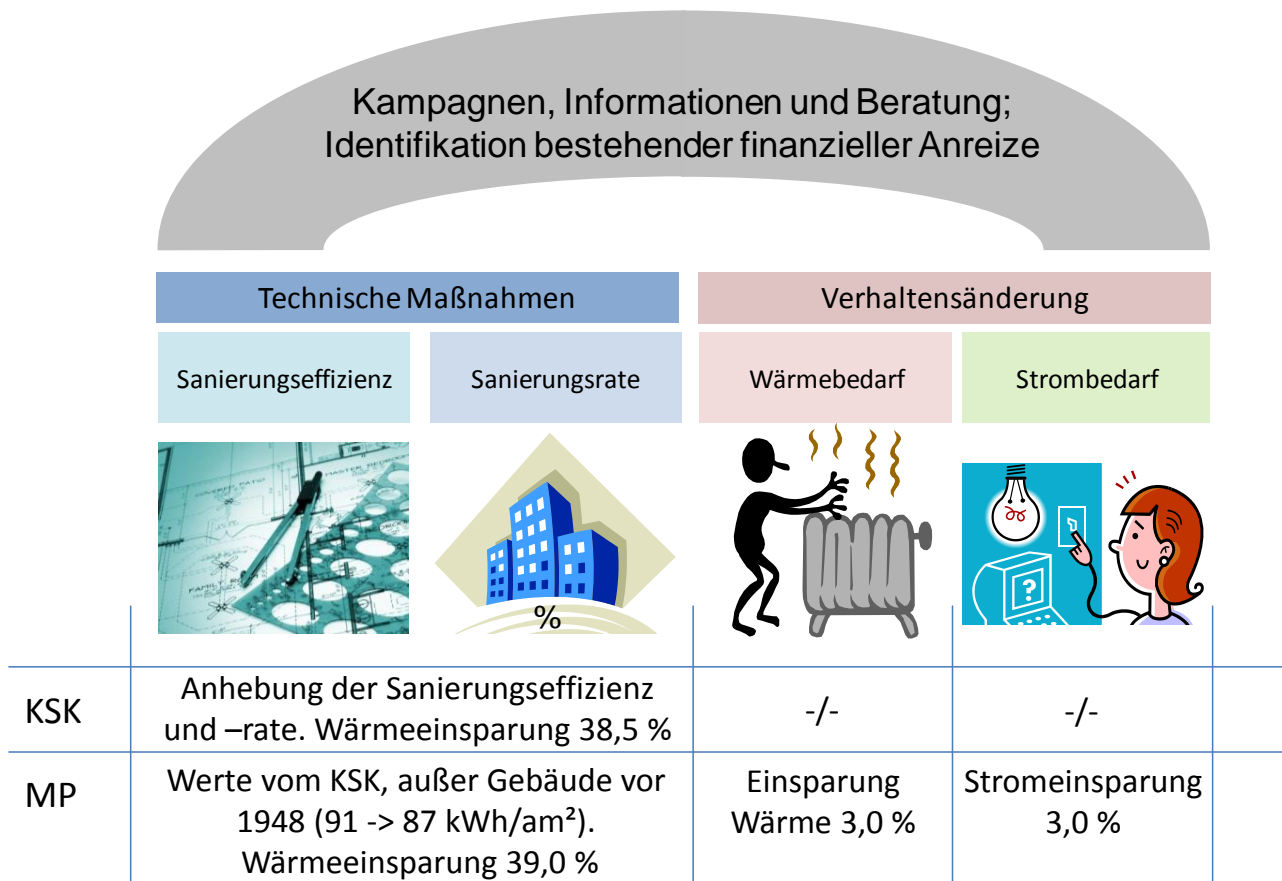 Kampagnen, Informationen und Beratung;
Identifikation bestehender finanzieller Anreize
Technische Maßnahmen
Verhaltensänderung
Sanierungseffizienz
Sanierungsrate
Wärmebedarf
Strombedarf
%
?
KSK
Anhebung der Sanierungseffizienz
und –rate. Wärmeeinsparung 38,5 %
-/-
-/-
MP
Werte vom KSK, außer Gebäude vor
1948 (91 -> 87 kWh/am²).
Wärmeeinsparung 39,0 %
Einsparung
Wärme 3,0 %
Stromeinsparung
3,0 %